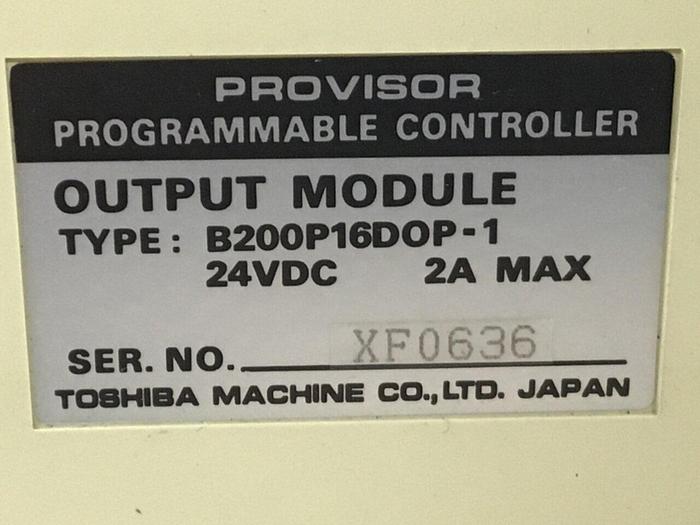 PROVISOR
PROGRAMMABLE CONTROLLER
OUTPUT MODULE
TYPE: B200P16DOP-1
24VDC 2A MAX
SER. NO. XF0636
TOSHIBA MACHINE CO.,LTD. JAPAN